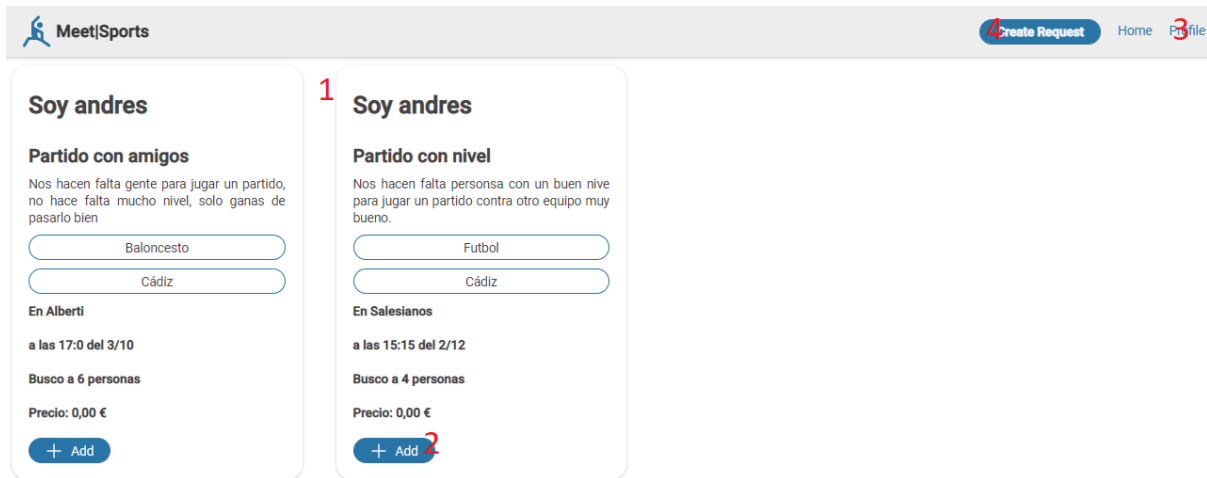 Meet|Sports
4 Create Request Home Profile 3
1
Soy andres
Partido con amigos
Nos hacen falta gente para jugar un partido,
no hace falta mucho nivel, solo ganas de
pasarlo bien
Baloncesto
Cádiz
En Alberti
a las 17:0 del 3/10
Busco a 6 personas
Precio: 0,00 €
+ Add
Soy andres
Partido con nivel
Nos hacen falta personsa con un buen nive
para jugar un partido contra otro equipo muy
bueno.
Futbol
Cádiz
En Salesianos
a las 15:15 del 2/12
Busco a 4 personas
Precio: 0,00 €
+ Add 2